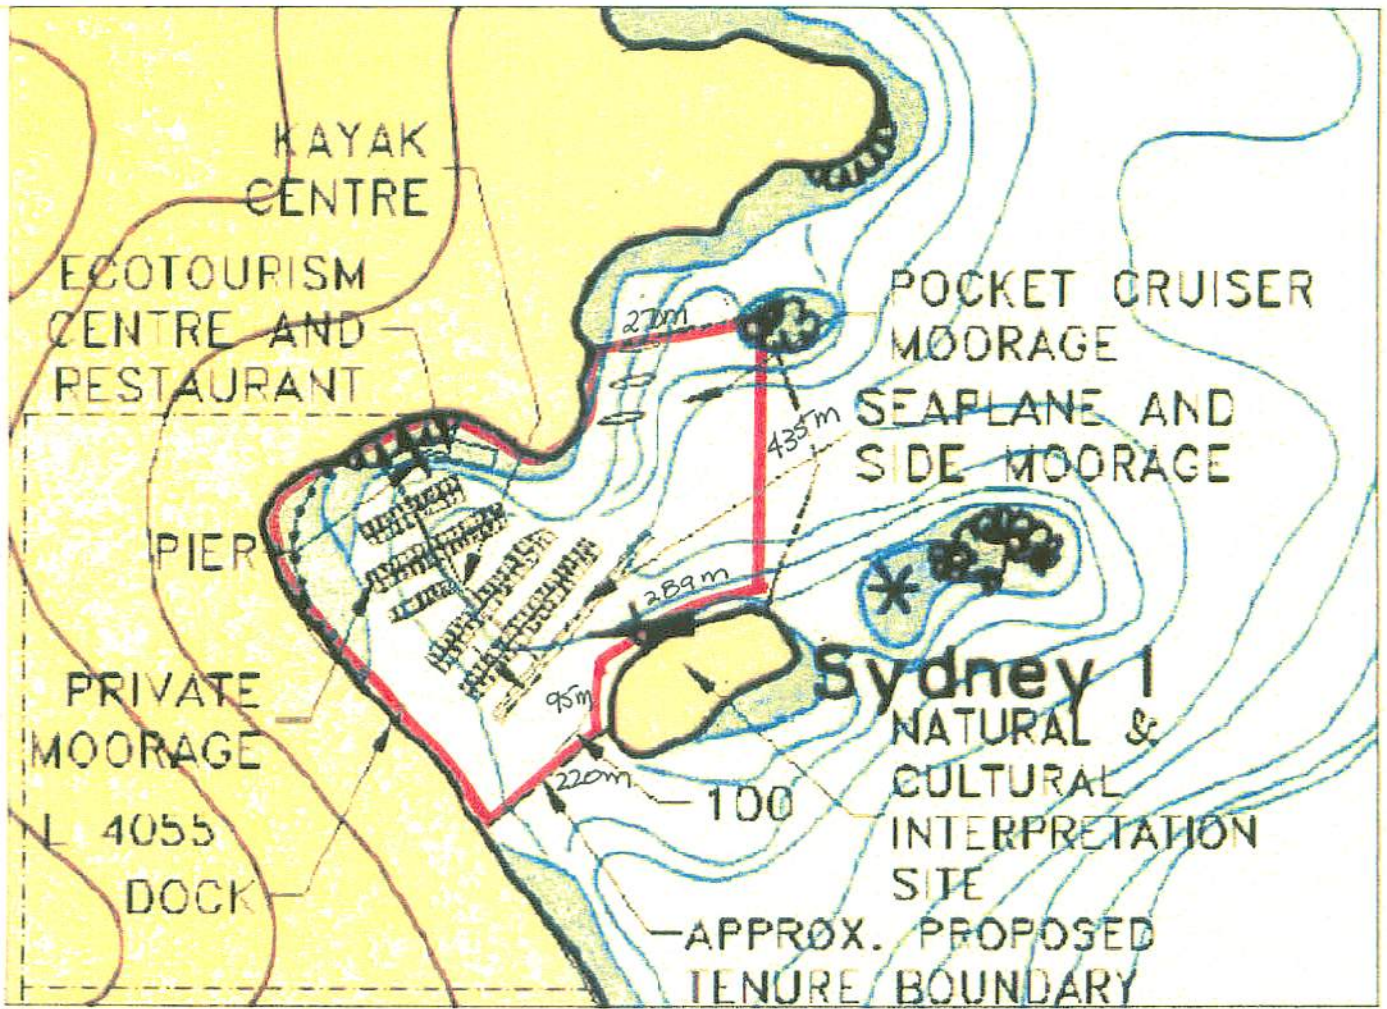 KAYAK
CENTRE
ECOTOURISM
CENTRE AND
RESTAURANT
270m
POCKET CRUISER
MOORAGE
SEAPLANE AND
SIDE MOORAGE
435m
PIER
289m
PRIVATE
MOORAGE
95m
Sydney I
NATURAL &
CULTURAL
INTERPRETATION
SITE
220m
100
L 4055
DOCK
APPROX. PROPOSED
TENURE BOUNDARY